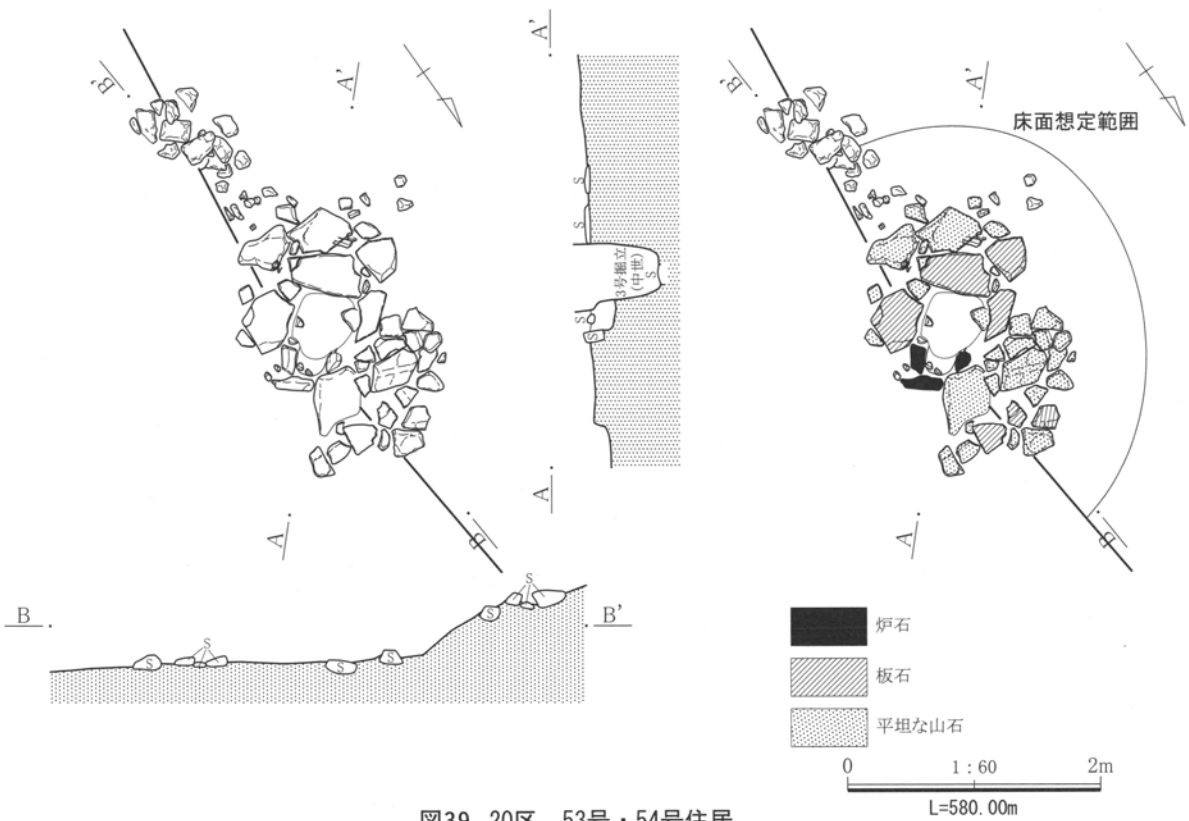 B'
A'
A'
B'
A'
床面想定範囲
S
S
3号掘立
(中世)
S
S
S
A
A
B
A
B
B
S
S
S
S
S
S
B'
炉石
板石
平坦な山石
0 1：60 2m
L=580.00m
図39 20区 53号・54号住居